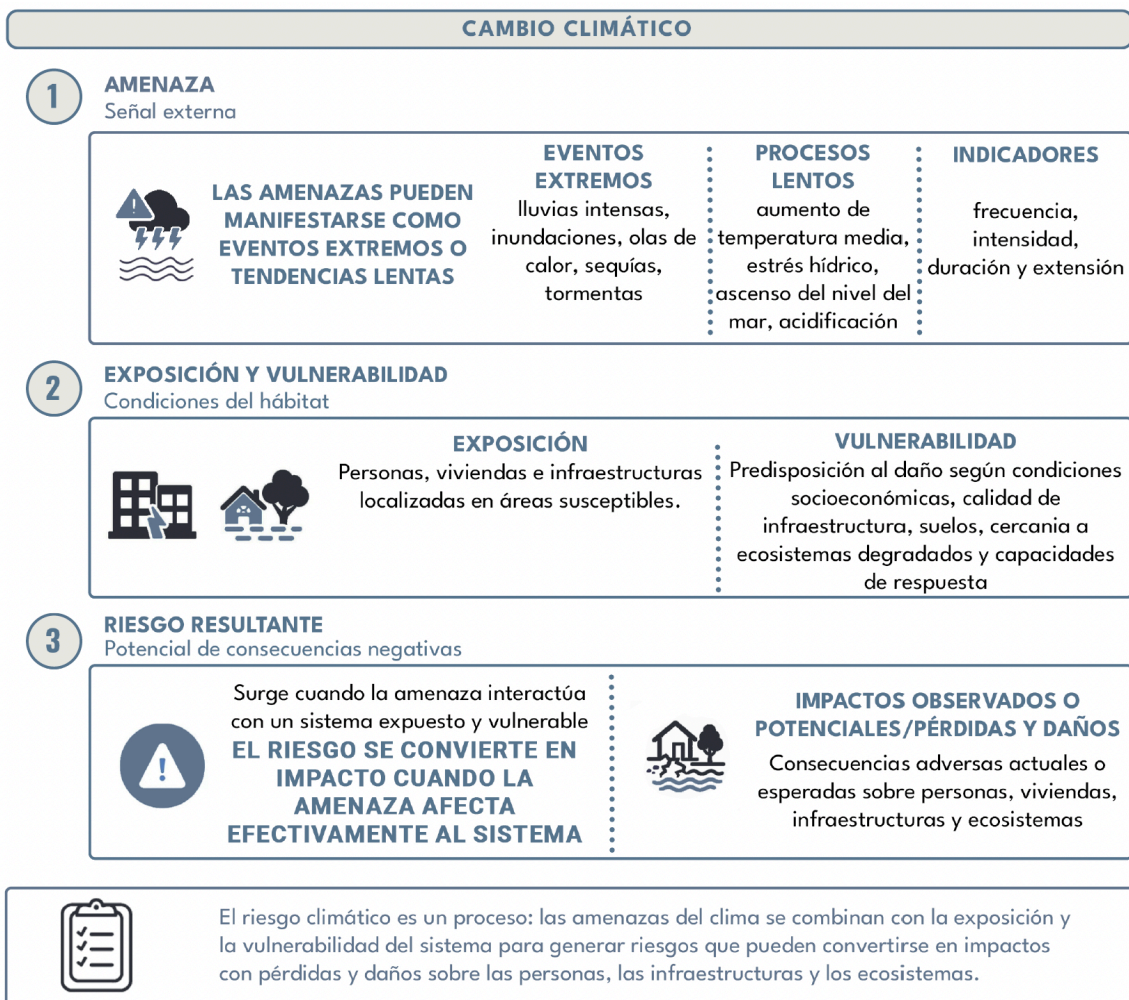 CAMBIO CLIMÁTICO
1
AMENAZA
Señal externa
LAS AMENAZAS PUEDEN
MANIFESTARSE COMO
EVENTOS EXTREMOS O
TENDENCIAS LENTAS
EVENTOS
EXTREMOS
lluvias intensas,
inundaciones, olas de
calor, sequías,
tormentas
PROCESOS
LENTOS
aumento de
temperatura media,
estrés hídrico,
ascenso del nivel del
mar, acidificación
INDICADORES
frecuencia,
intensidad,
duración y extensión
2
EXPOSICIÓN Y VULNERABILIDAD
Condiciones del hábitat
EXPOSICIÓN
Personas, viviendas e infraestructuras
localizadas en áreas susceptibles.
VULNERABILIDAD
Predisposición al daño según condiciones
socioeconómicas, calidad de
infraestructura, suelos, cercania a
ecosistemas degradados y capacidades
de respuesta
3
RIESGO RESULTANTE
Potencial de consecuencias negativas
Surge cuando la amenaza interactúa
con un sistema expuesto y vulnerable
EL RIESGO SE CONVIERTE EN
IMPACTO CUANDO LA
AMENAZA AFECTA
EFECTIVAMENTE AL SISTEMA
IMPACTOS OBSERVADOS O
POTENCIALES/PÉRDIDAS Y DAÑOS
Consecuencias adversas actuales o
esperadas sobre personas, viviendas,
infraestructuras y ecosistemas
El riesgo climático es un proceso: las amenazas del clima se combinan con la exposición y
la vulnerabilidad del sistema para generar riesgos que pueden convertirse en impactos
con pérdidas y daños sobre las personas, las infraestructuras y los ecosistemas.